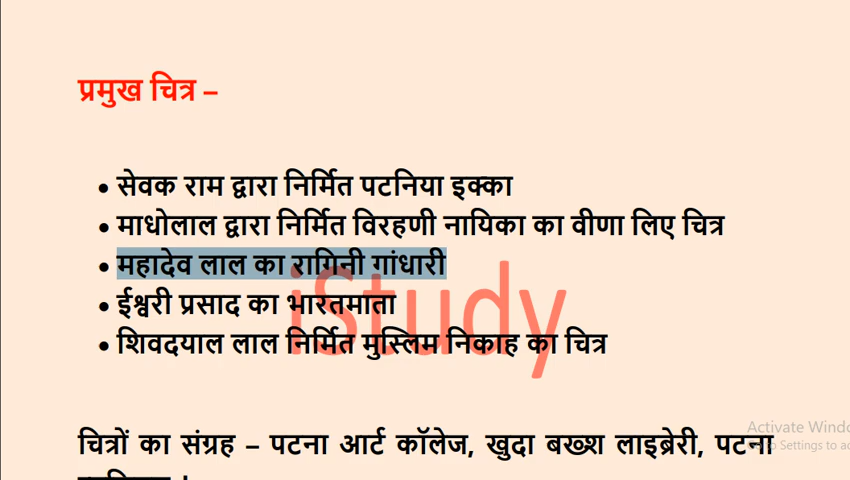 प्रमुख चित्र –
• सेवक राम द्वारा निर्मित पटनिया इक्का
• माधोलाल द्वारा निर्मित विरहणी नायिका का वीणा लिए चित्र
• महादेव लाल का रागिनी गांधारी
• ईश्वरी प्रसाद का भारतमाता
• शिवदयाल लाल निर्मित मुस्लिम निकाह का चित्र
iStudy
चित्रों का संग्रह – पटना आर्ट कॉलेज, खुदा बख्श लाइब्रेरी, पटना
Activate Windo
to Settings to a